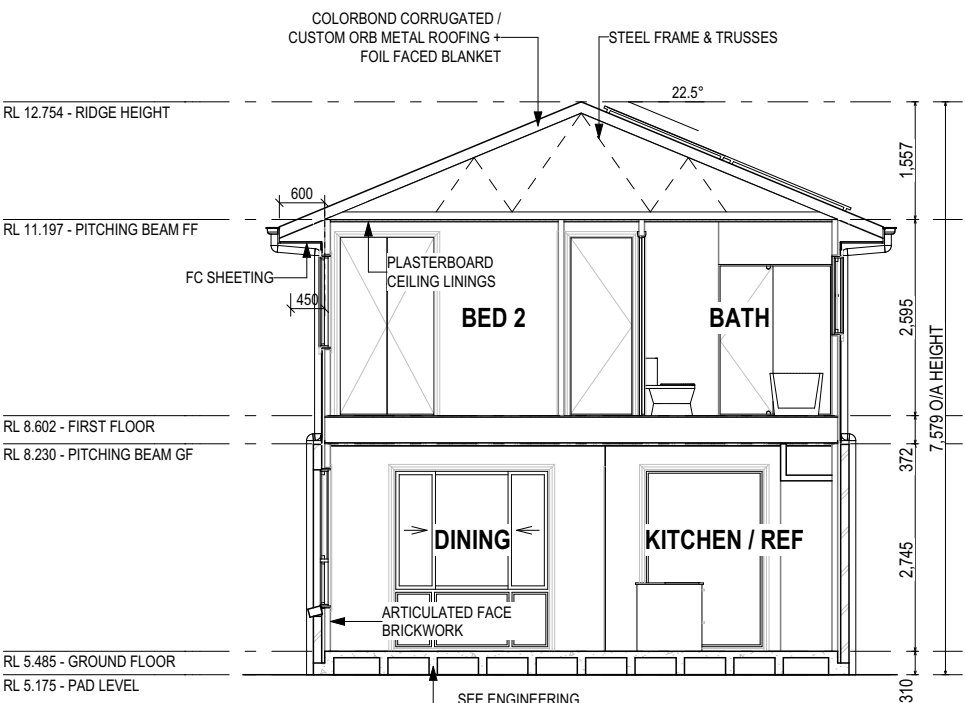 COLORBOND CORRUGATED /
CUSTOM ORB METAL ROOFING +
FOIL FACED BLANKET
STEEL FRAME & TRUSSES
22.5°
RL 12.754 - RIDGE HEIGHT
1,557
600
RL 11.197 - PITCHING BEAM FF
FC SHEETING
PLASTERBOARD
CEILING LININGS
450
BED 2
BATH
2,595
7,579 O/A HEIGHT
RL 8.602 - FIRST FLOOR
RL 8.230 - PITCHING BEAM GF
372
DINING
KITCHEN / REF
2,745
ARTICULATED FACE
BRICKWORK
RL 5.485 - GROUND FLOOR
RL 5.175 - PAD LEVEL
310
SEE ENGINEERING